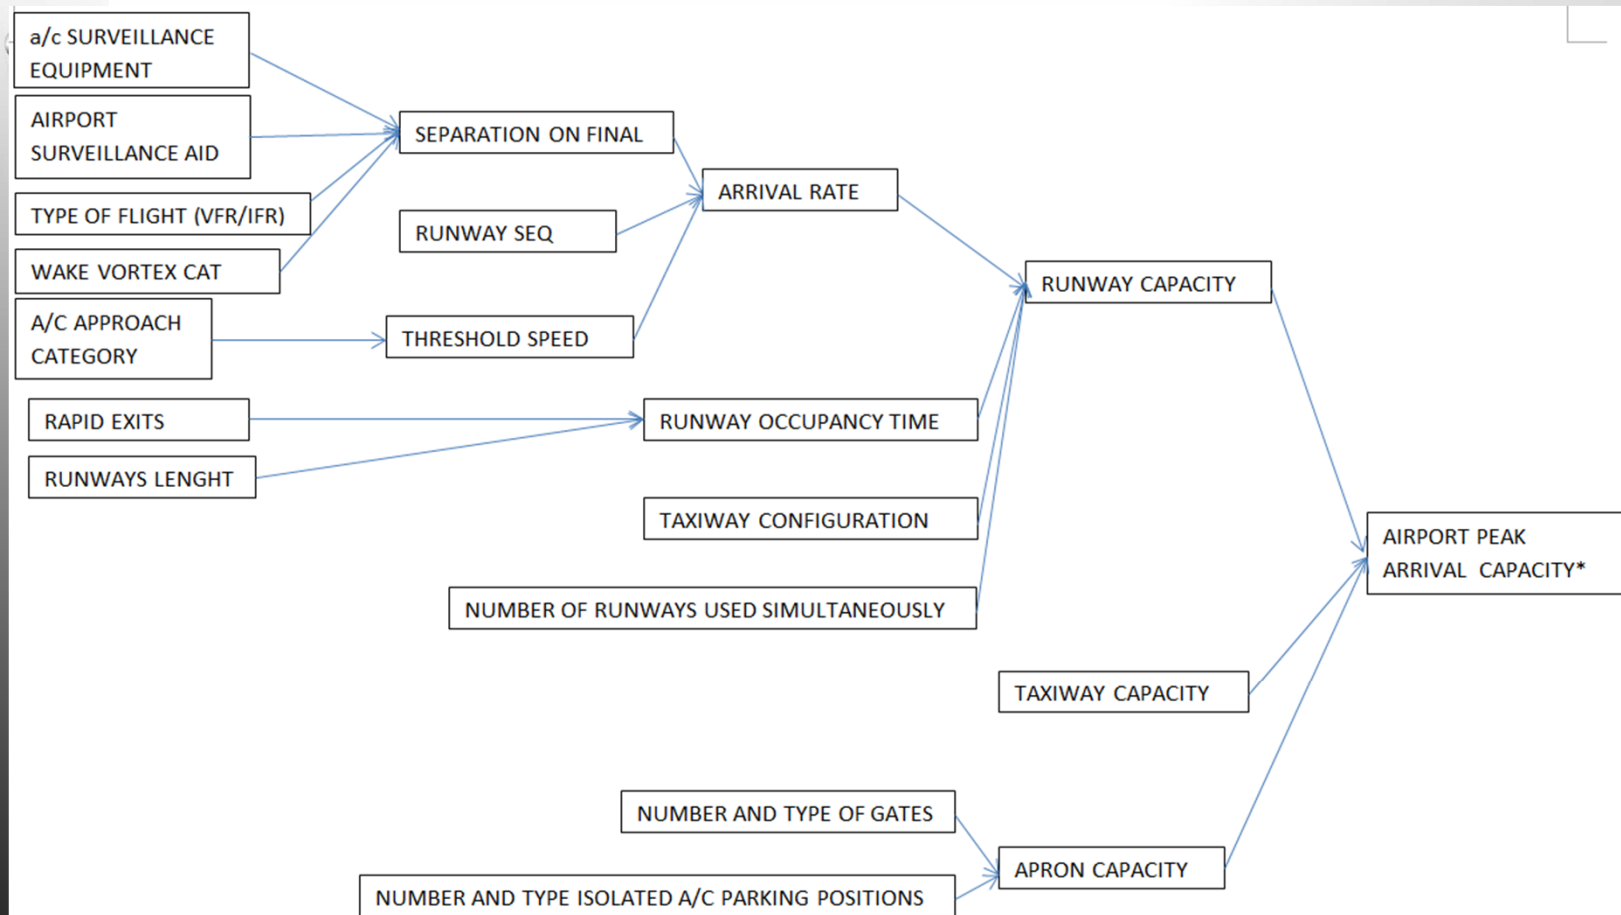 a/c SURVEILLANCE
EQUIPMENT
AIRPORT
SURVEILLANCE AID
TYPE OF FLIGHT (VFR/IFR)
WAKE VORTEX CAT
A/C APPROACH
CATEGORY
RAPID EXITS
RUNWAYS LENGHT
SEPARATION ON FINAL
RUNWAY SEQ
THRESHOLD SPEED
ARRIVAL RATE
RUNWAY OCCUPANCY TIME
TAXIWAY CONFIGURATION
NUMBER OF RUNWAYS USED SIMULTANEOUSLY
RUNWAY CAPACITY
TAXIWAY CAPACITY
NUMBER AND TYPE OF GATES
NUMBER AND TYPE ISOLATED A/C PARKING POSITIONS
APRON CAPACITY
AIRPORT PEAK
ARRIVAL CAPACITY*